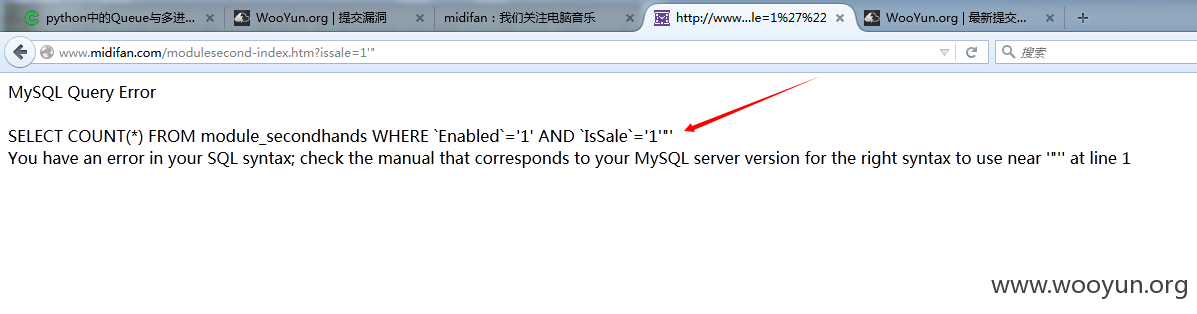 python中的Queue与多进...
WooYun.org | 提交漏洞
midifan：我们关注电脑音乐
http://www...le=1%27%22
WooYun.org | 最新提交...
www.midifan.com/modulesecond-index.htm?issale=1'"
搜索
MySQL Query Error
SELECT COUNT(*) FROM module_secondhands WHERE `Enabled`='1' AND `IsSale`='1'"'
You have an error in your SQL syntax; check the manual that corresponds to your MySQL server version for the right syntax to use near '"'' at line 1
www.wooyun.org